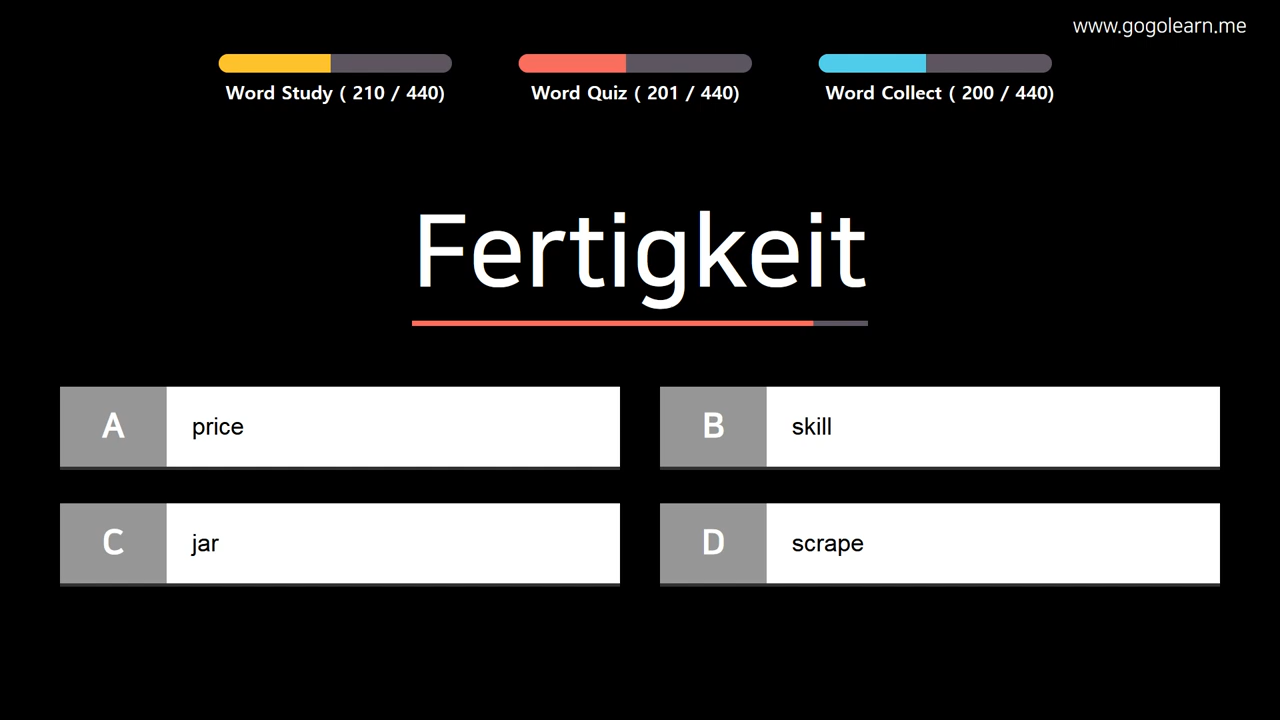 www.gogolearn.me
Word Study ( 210 / 440)
Word Quiz ( 201 / 440)
Word Collect ( 200 / 440)
Fertigkeit
A price
B skill
C jar
D scrape